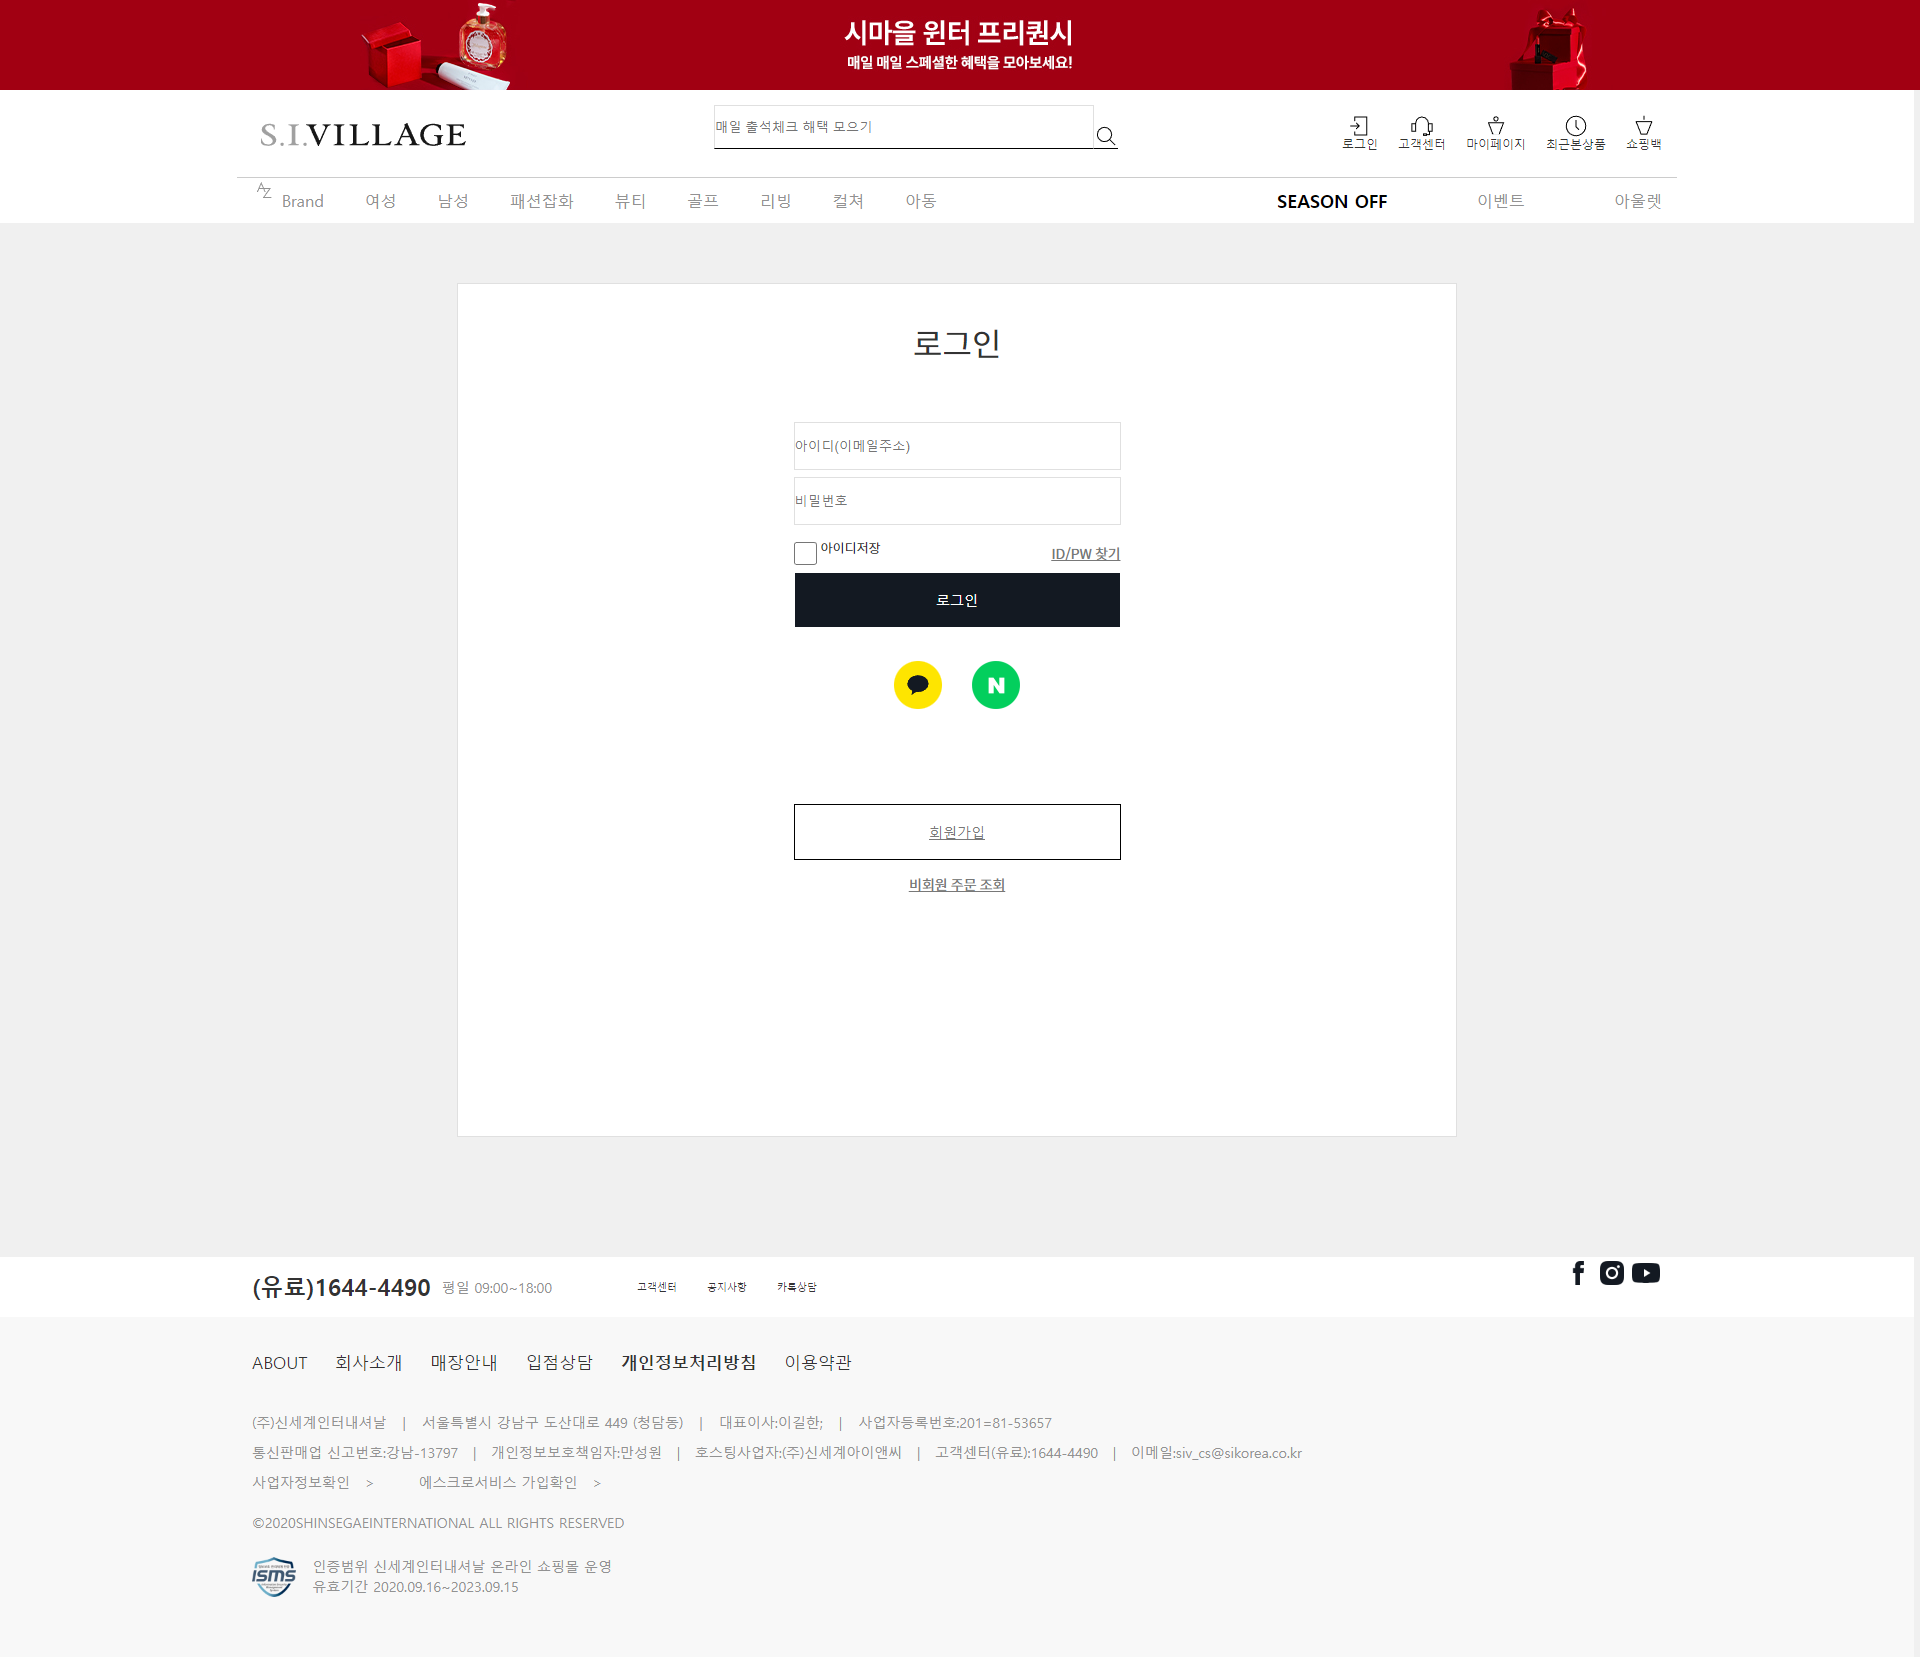 시마을 윈터 프리퀀시
매일 매일 스페셜한 혜택을 모아보세요!
S.I.VILLAGE
매일 출석체크 해택 모으기
로그인 고객센터 마이페이지 최근본상품 쇼핑백
AZ Brand 여성 남성 패션잡화 뷰티 골프 리빙 컬쳐 아동 SEASON OFF 이벤트 아울렛
로그인
아이디(이메일주소)
비밀번호
아이디저장 ID/PW 찾기
로그인
N
회원가입
비회원 주문 조회
(유료)1644-4490 평일 09:00~18:00 고객센터 공지사항 카톡상담
ABOUT 회사소개 매장안내 입점상담 개인정보처리방침 이용약관
(주)신세계인터내셔날 | 서울특별시 강남구 도산대로 449 (청담동) | 대표이사:이길한; | 사업자등록번호:201=81-53657
통신판매업 신고번호:강남-13797 | 개인정보보호책임자:만성원 | 호스팅사업자:(주)신세계아이앤씨 | 고객센터(유료):1644-4490 | 이메일:siv_cs@sikorea.co.kr
사업자정보확인 > 에스크로서비스 가입확인 >
©2020SHINSEGAEINTERNATIONAL ALL RIGHTS RESERVED
ISMS
인증범위 신세계인터내셔날 온라인 쇼핑몰 운영
유효기간 2020.09.16~2023.09.15